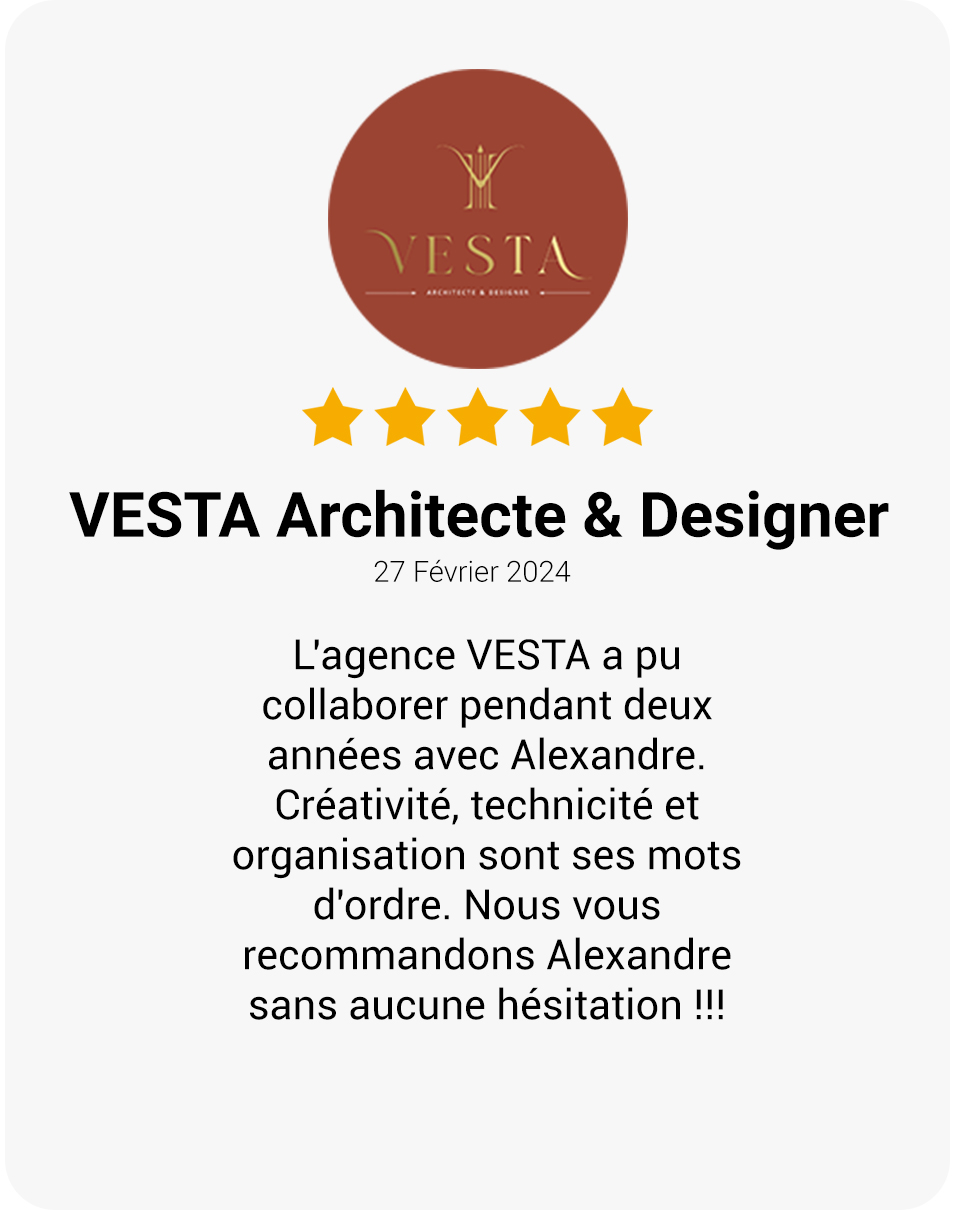 VESTA
ARCHITECTE & DESIGNER
VESTA Architecte & Designer
27 Février 2024
L'agence VESTA a pu
collaborer pendant deux
années avec Alexandre.
Créativité, technicité et
organisation sont ses mots
d'ordre. Nous vous
recommandons Alexandre
sans aucune hésitation !!!